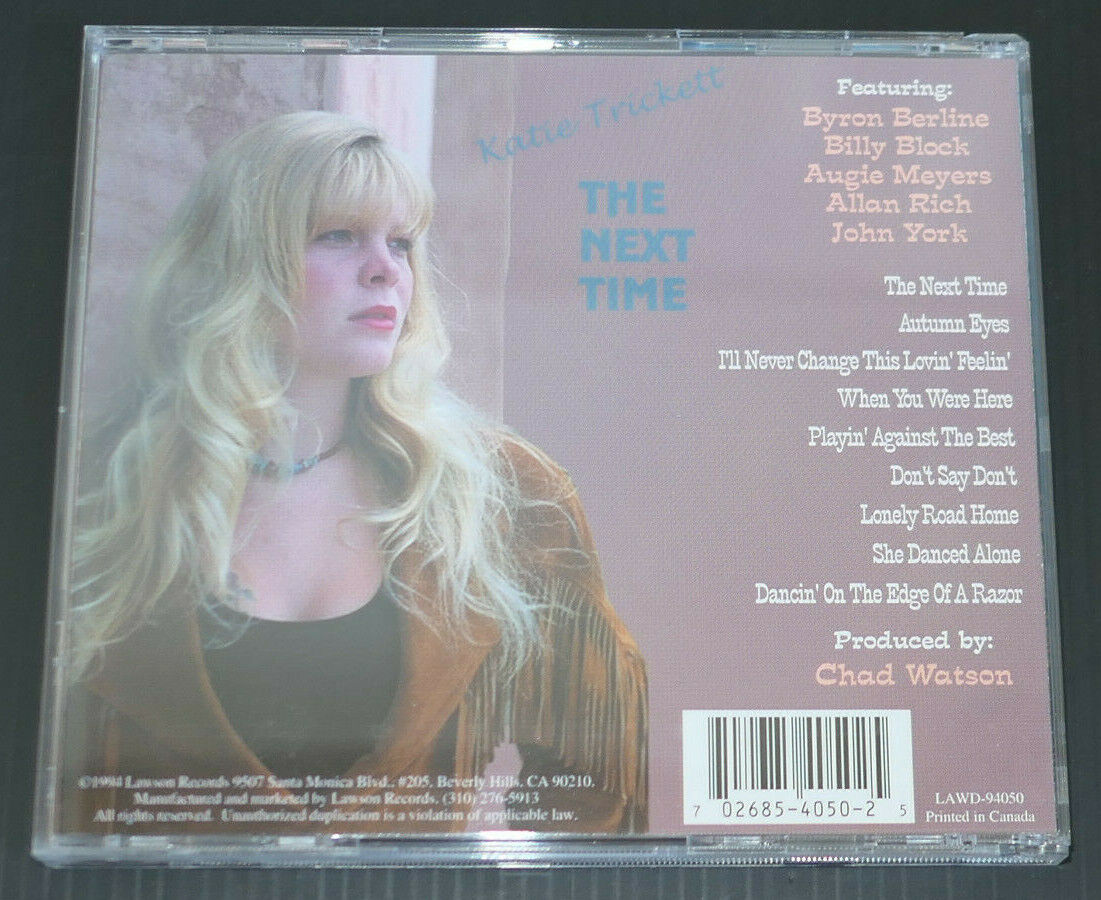 Katie Trickett
THE
NEXT
TIME
Featuring:
Byron Berline
Billy Block
Augie Meyers
Allan Rich
John York
The Next Time
Autumn Eyes
I'll Never Change This Lovin' Feelin'
When You Were Here
Playin' Against The Best
Don't Say Don't
Lonely Road Home
She Danced Alone
Dancin' On The Edge Of A Razor
Produced by:
Chad Watson
©1994 Lawson Records 9507 Santa Monica Blvd., #205, Beverly Hills, CA 90210.
Manufactured and marketed by Lawson Records, (310) 276-5913
All rights reserved. Unauthorized duplication is a violation of applicable law.
7 02685-4050-2 5
LAWD-94050
Printed in Canada